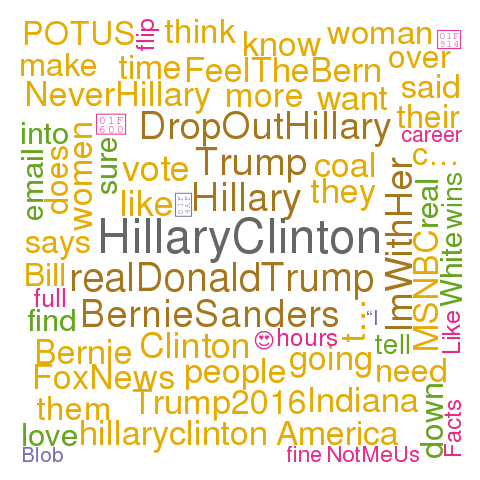 POTUS flip think know woman
make time FeelTheBern over
NeverHillary more want said
their
into DropOutHillary career
email does women sure vote Trump coal c...
like Hillary they
says HillaryClinton ImWithHer MSNBC real White wins
Bill realDonaldTrump
full BernieSanders t... “I
find Bernie Clinton 😍 hours tell Like
FoxNews people going need
them Trump2016 Indiana down Facts
love hillaryclinton America
Blob fine NotMeUs